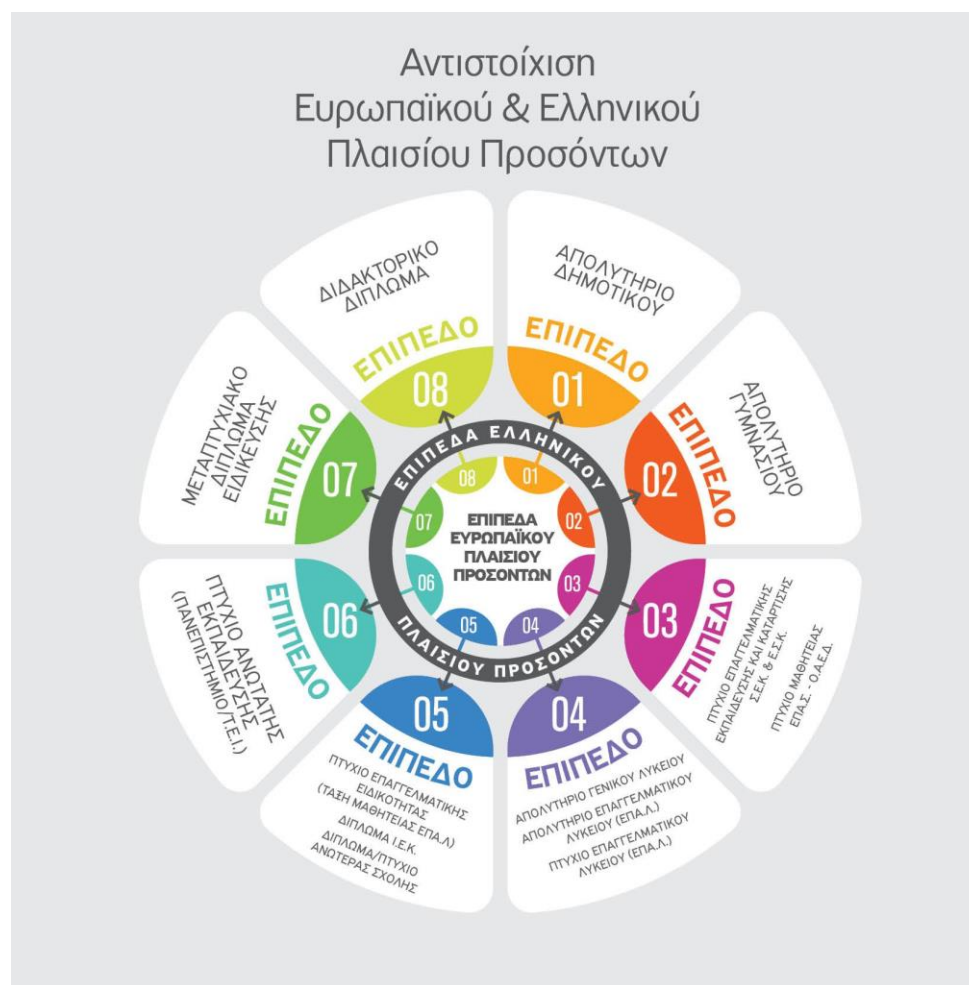 Αντιστοίχιση
Ευρωπαϊκού & Ελληνικού
Πλαισίου Προσόντων
ΑΠΟΛΥΤΗΡΙΟ
ΔΗΜΟΤΙΚΟΥ
ΕΠΙΠΕΔΟ
01
ΑΠΟΛΥΤΗΡΙΟ
ΓΥΜΝΑΣΙΟΥ
ΕΠΙΠΕΔΟ
02
ΕΠΙΠΕΔΟ
03
ΠΤΥΧΙΟ ΕΠΑΓΓΕΛΜΑΤΙΚΗΣ
ΕΚΠΑΙΔΕΥΣΗΣ ΚΑΙ ΚΑΤΑΡΤΙΣΗΣ
Σ.Ε.Κ. & Ε.Σ.Κ.
ΠΤΥΧΙΟ ΜΑΘΗΤΕΙΑΣ
ΕΠΑ.Σ. - Ο.Α.Ε.Δ.
04
ΕΠΙΠΕΔΟ
ΑΠΟΛΥΤΗΡΙΟ ΓΕΝΙΚΟΥ ΛΥΚΕΙΟΥ
ΑΠΟΛΥΤΗΡΙΟ ΕΠΑΓΓΕΛΜΑΤΙΚΟΥ
ΛΥΚΕΙΟΥ (ΕΠΑ.Λ.)
ΠΤΥΧΙΟ ΕΠΑΓΓΕΛΜΑΤΙΚΟΥ
ΛΥΚΕΙΟΥ (ΕΠΑ.Λ.)
05
ΕΠΙΠΕΔΟ
ΠΤΥΧΙΟ ΕΠΑΓΓΕΛΜΑΤΙΚΗΣ
ΕΙΔΙΚΟΤΗΤΑΣ
(ΤΑΞΗ ΜΑΘΗΤΕΙΑΣ ΕΠΑ.Λ)
ΔΙΠΛΩΜΑ Ι.Ε.Κ.
ΔΙΠΛΩΜΑ/ΠΤΥΧΙΟ
ΑΝΩΤΕΡΑΣ ΣΧΟΛΗΣ
06
ΕΠΙΠΕΔΟ
ΠΤΥΧΙΟ ΑΝΩΤΑΤΗΣ
ΕΚΠΑΙΔΕΥΣΗΣ
(ΠΑΝΕΠΙΣΤΗΜΙΟ/Τ.Ε.Ι.)
ΜΕΤΑΠΤΥΧΙΑΚΟ
ΔΙΠΛΩΜΑ
ΕΙΔΙΚΕΥΣΗΣ
ΕΠΙΠΕΔΟ
07
ΔΙΔΑΚΤΟΡΙΚΟ
ΔΙΠΛΩΜΑ
ΕΠΙΠΕΔΟ
08
ΕΠΙΠΕΔΑ ΕΛΛΗΝΙΚΟΥ
ΠΛΑΙΣΙΟΥ ΠΡΟΣΟΝΤΩΝ
01
02
03
04
05
06
07
08
ΕΠΙΠΕΔΑ
ΕΥΡΩΠΑΪΚΟΥ
ΠΛΑΙΣΙΟΥ
ΠΡΟΣΟΝΤΩΝ